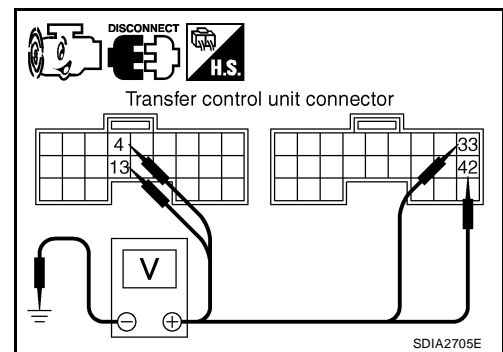 DISCONNECT
H.S.
Transfer control unit connector
4
33
13
42
V
SDIA2705E